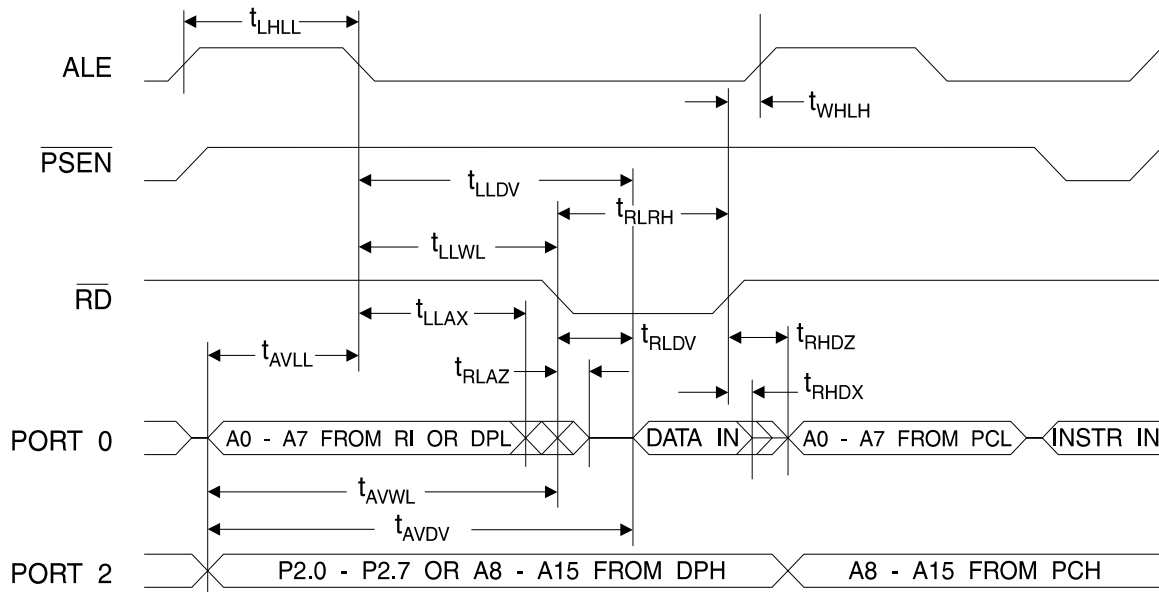 tLHLL
ALE
tWHLH
PSEN
tLLDV
tRLRH
tLLWL
RD
tLLAX
tRLDV
tRHDZ
tAVLL
tRLAZ
tRHDX
PORT 0
A0 - A7 FROM RI OR DPL
DATA IN
A0 - A7 FROM PCL
INSTR IN
tAVWL
tAVDV
PORT 2
P2.0 - P2.7 OR A8 - A15 FROM DPH
A8 - A15 FROM PCH